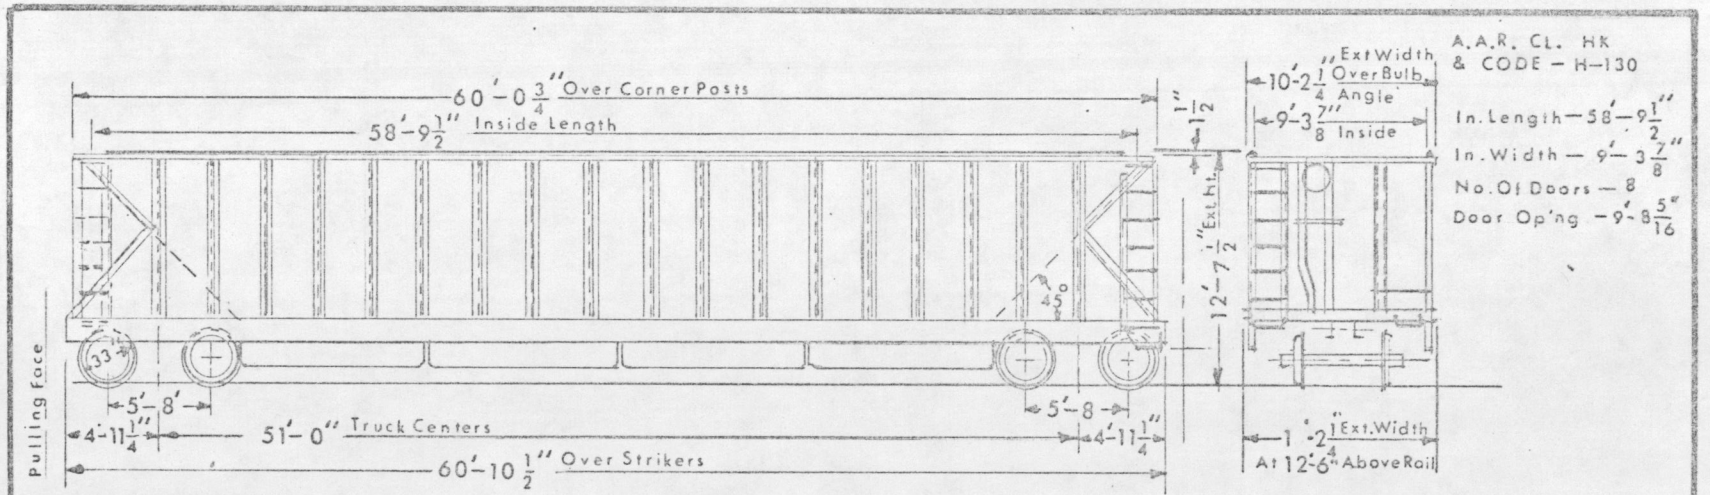 A.A.R. CL. HK
& CODE - H-130
60'-0 3/4" Over Corner Posts
58'-9 1/2" Inside Length
1 1/2"
10'-2 1/4" Ext Width
Over Bulb
Angle
9'-3 7/8" Inside
In. Length - 58'-9 1/2"
In. Width - 9'-3 7/8"
No. Of Doors - 8
Door Op'ng - 9'-8 5/16"
12'-7 1/2" Ext. Ht.
45°
33"
Pulling Face
5'-8'
5'-8
4'-11 1/4"
51'-0" Truck Centers
4'-11 1/4"
60'-10 1/2" Over Strikers
1 '-2 1/4" Ext. Width
At 12'-6" Above Rail